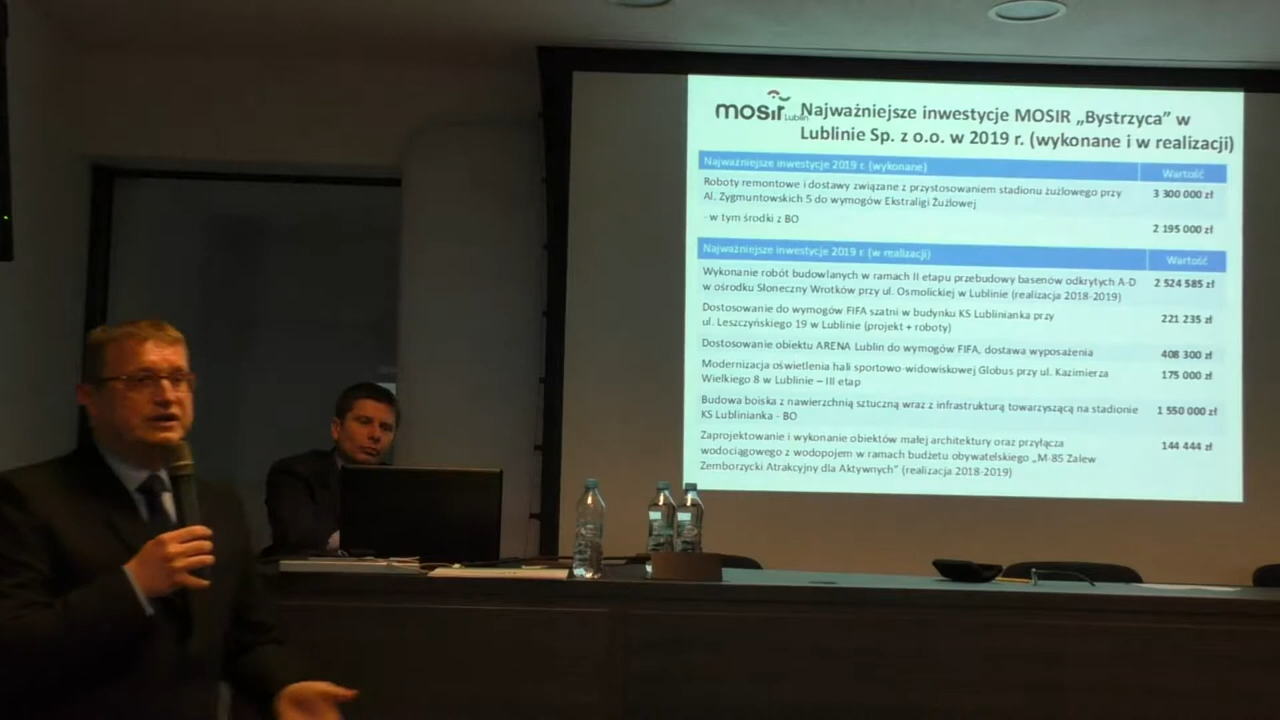 mosir
Lublin
Najważniejsze inwestycje MOSIR „Bystrzyca” w
Lublinie Sp. z o.o. w 2019 r. (wykonane i w realizacji)
Najważniejsze inwestycje 2019 r. (wykonane) Wartość
Roboty remontowe i dostawy związane z przystosowaniem stadionu żużlowego przy 3 300 000 zł
Al. Zygmuntowskich 5 do wymogów Ekstraligi Żużlowej
- w tym środki z BO 2 195 000 zł
Najważniejsze inwestycje 2019 r. (w realizacji) Wartość
Wykonanie robót budowlanych w ramach II etapu przebudowy basenów odkrytych A-D 2 524 585 zł
w ośrodku Słoneczny Wrotków przy ul. Osmolickiej w Lublinie (realizacja 2018-2019)
Dostosowanie do wymogów FIFA szatni w budynku KS Lublinianka przy 221 235 zł
ul. Leszczyńskiego 19 w Lublinie (projekt + roboty)
Dostosowanie obiektu ARENA Lublin do wymogów FIFA, dostawa wyposażenia 408 300 zł
Modernizacja oświetlenia hali sportowo-widowiskowej Globus przy ul. Kazimierza 175 000 zł
Wielkiego 8 w Lublinie – III etap
Budowa boiska z nawierzchnią sztuczną wraz z infrastrukturą towarzyszącą na stadionie 1 550 000 zł
KS Lublinianka - BO
Zaprojektowanie i wykonanie obiektów małej architektury oraz przyłącza 144 444 zł
wodociągowego z wodopojem w ramach budżetu obywatelskiego „M-85 Zalew
Zemborzycki Atrakcyjny dla Aktywnych” (realizacja 2018-2019)